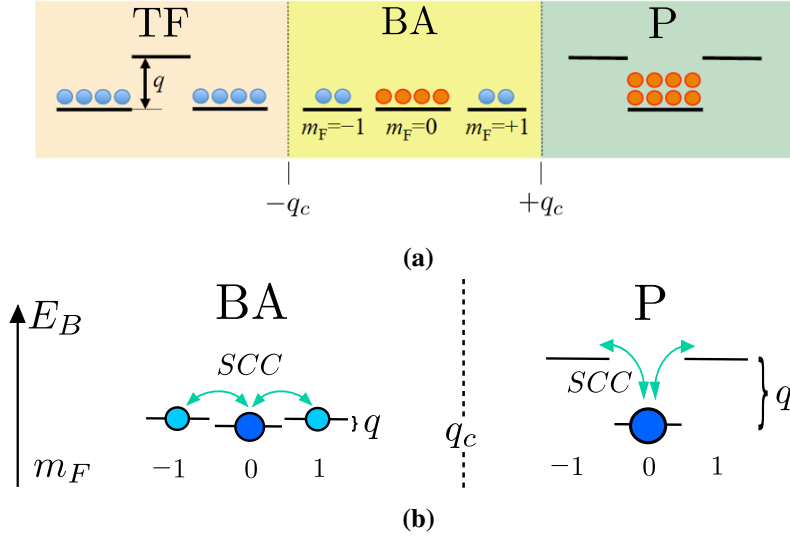 TF BA P
q
m_F=−1 m_F=0 m_F=+1
−q_c +q_c
(a)
E_B BA P
SCC SCC
q q_c q
m_F −1 0 1 −1 0 1
(b)